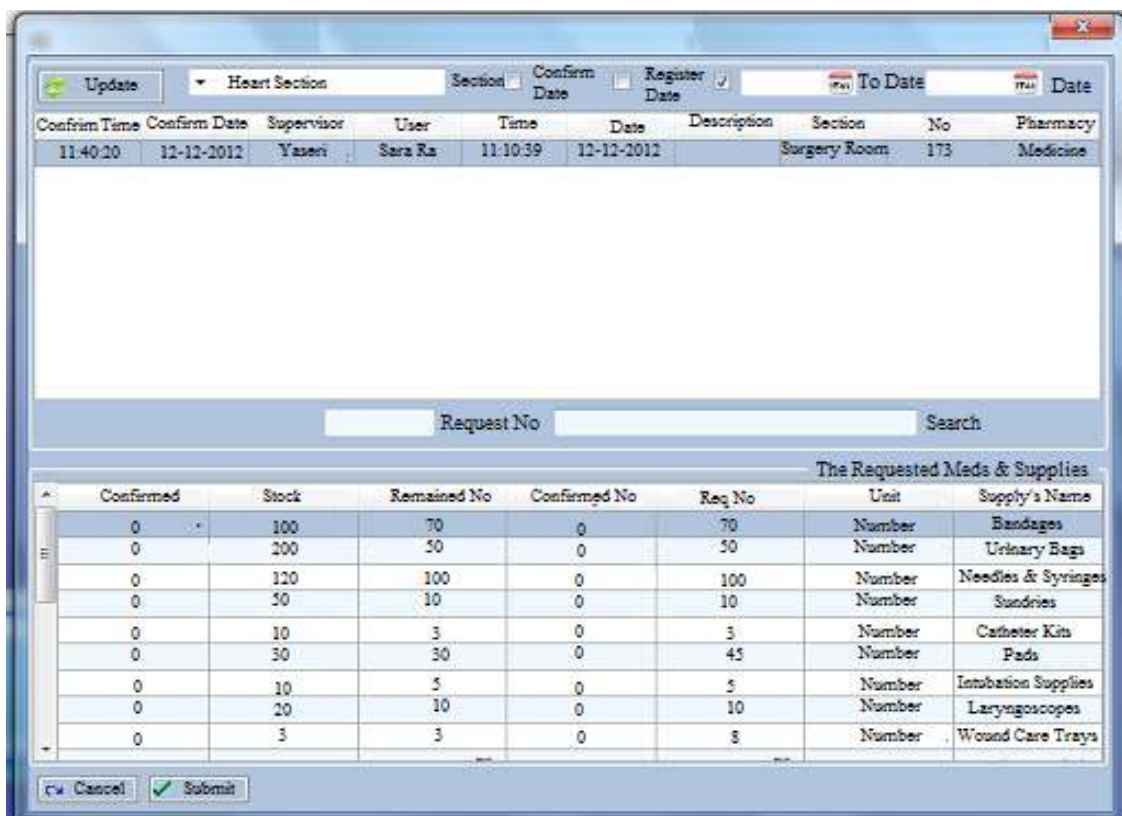 Update Heart Section Section Confirm Date Register Date To Date Date
Confrim Time Confirm Date Supervisor User Time Date Description Section No Pharmacy
11:40:20 12-12-2012 Yaseri Sara Ra 11:10:39 12-12-2012 Surgery Room 173 Medicine
Request No Search
The Requested Meds & Supplies
Confirmed Stock Remained No Confirmed No Req No Unit Supply's Name
0 100 70 0 70 Number Bandages
0 200 50 0 50 Number Urinary Bags
0 120 100 0 100 Number Needles & Syringes
0 50 10 0 10 Number Sundries
0 10 3 0 3 Number Catheter Kits
0 30 30 0 45 Number Pads
0 10 5 0 5 Number Intubation Supplies
0 20 10 0 10 Number Laryngoscopes
0 3 3 0 8 Number Wound Care Trays
Cancel Submit